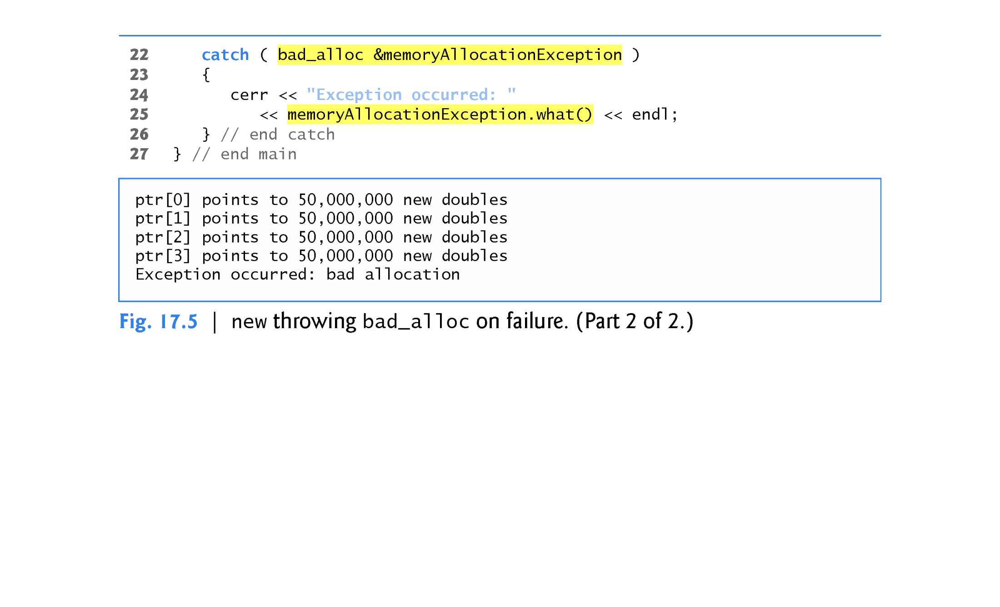 22 catch ( bad_alloc &memoryAllocationException )
23 {
24 cerr << "Exception occurred: "
25 << memoryAllocationException.what() << endl;
26 } // end catch
27 } // end main
ptr[0] points to 50,000,000 new doubles
ptr[1] points to 50,000,000 new doubles
ptr[2] points to 50,000,000 new doubles
ptr[3] points to 50,000,000 new doubles
Exception occurred: bad allocation
Fig. 17.5 | new throwing bad_alloc on failure. (Part 2 of 2.)